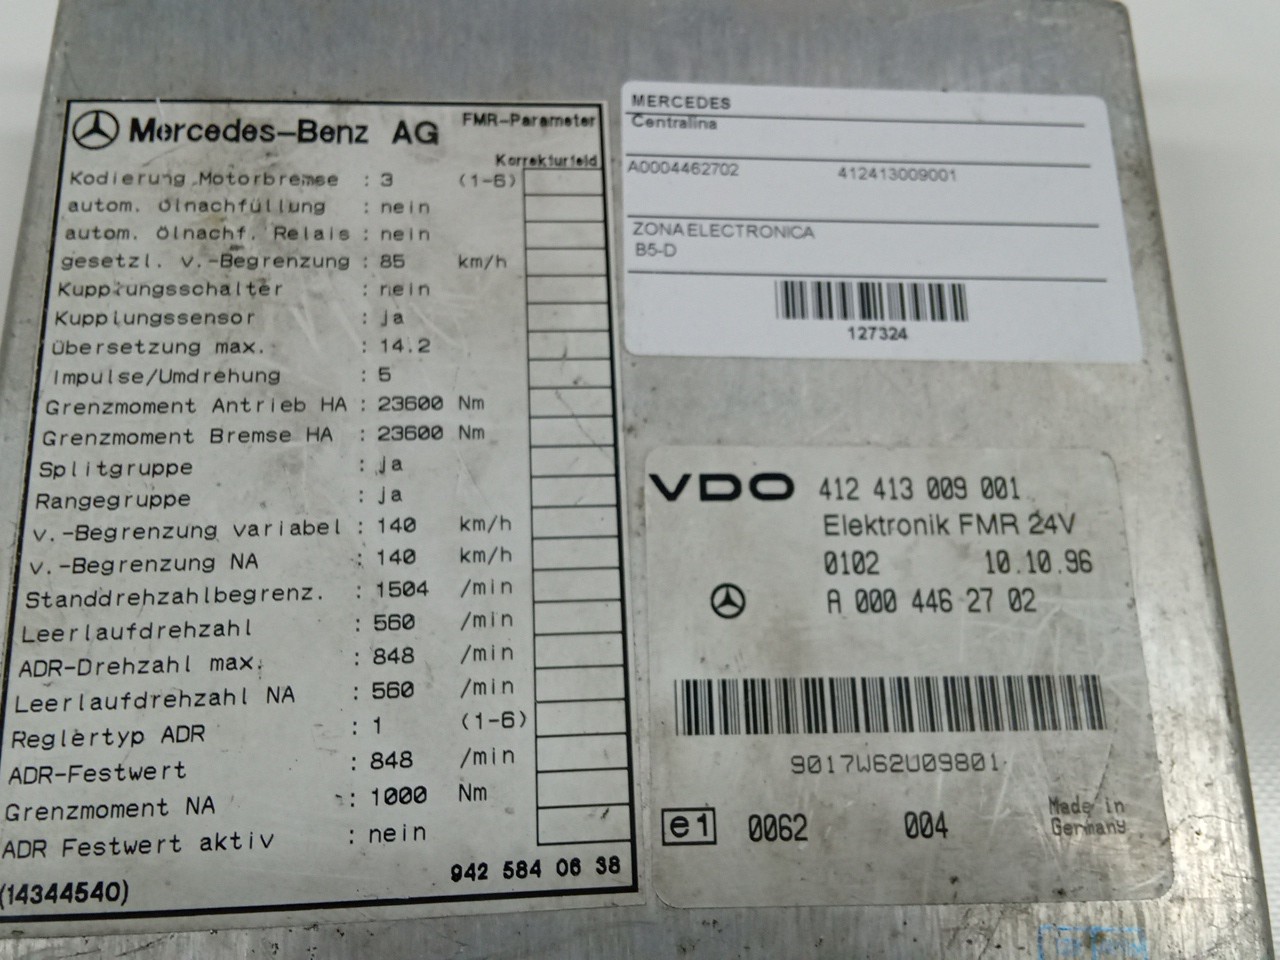 Mercedes-Benz AG FMR-Parameter
Korrekturfeld
Kodierung Motorbremse : 3 (1-6)
autom. Ölnachfüllung : nein
autom. Ölnachf. Relais : nein
gesetzl. v.-Begrenzung : 85 km/h
Kupplungsschalter : nein
Kupplungssensor : ja
übersetzung max. : 14.2
Impulse/Umdrehung : 5
Grenzmoment Antrieb HA : 23600 Nm
Grenzmoment Bremse HA : 23600 Nm
Splitgruppe : ja
Rangegruppe : ja
v.-Begrenzung variabel : 140 km/h
v.-Begrenzung NA : 140 km/h
Standdrehzahlbegrenz. : 1504 /min
Leerlaufdrehzahl : 560 /min
ADR-Drehzahl max. : 848 /min
Leerlaufdrehzahl NA : 560 /min
Reglertyp ADR : 1 (1-6)
ADR-Festwert : 848 /min
Grenzmoment NA : 1000 Nm
ADR Festwert aktiv : nein
(14344540) 942 584 06 38
MERCEDES
Centralina
A0004462702 412413009001
ZONAELECTRONICA
B5-D
127324
VDO 412 413 009 001
Elektronik FMR 24V
0102 10.10.96
A 000 446 27 02
9017W62U09801
e1 0062 004 Made in
Germany